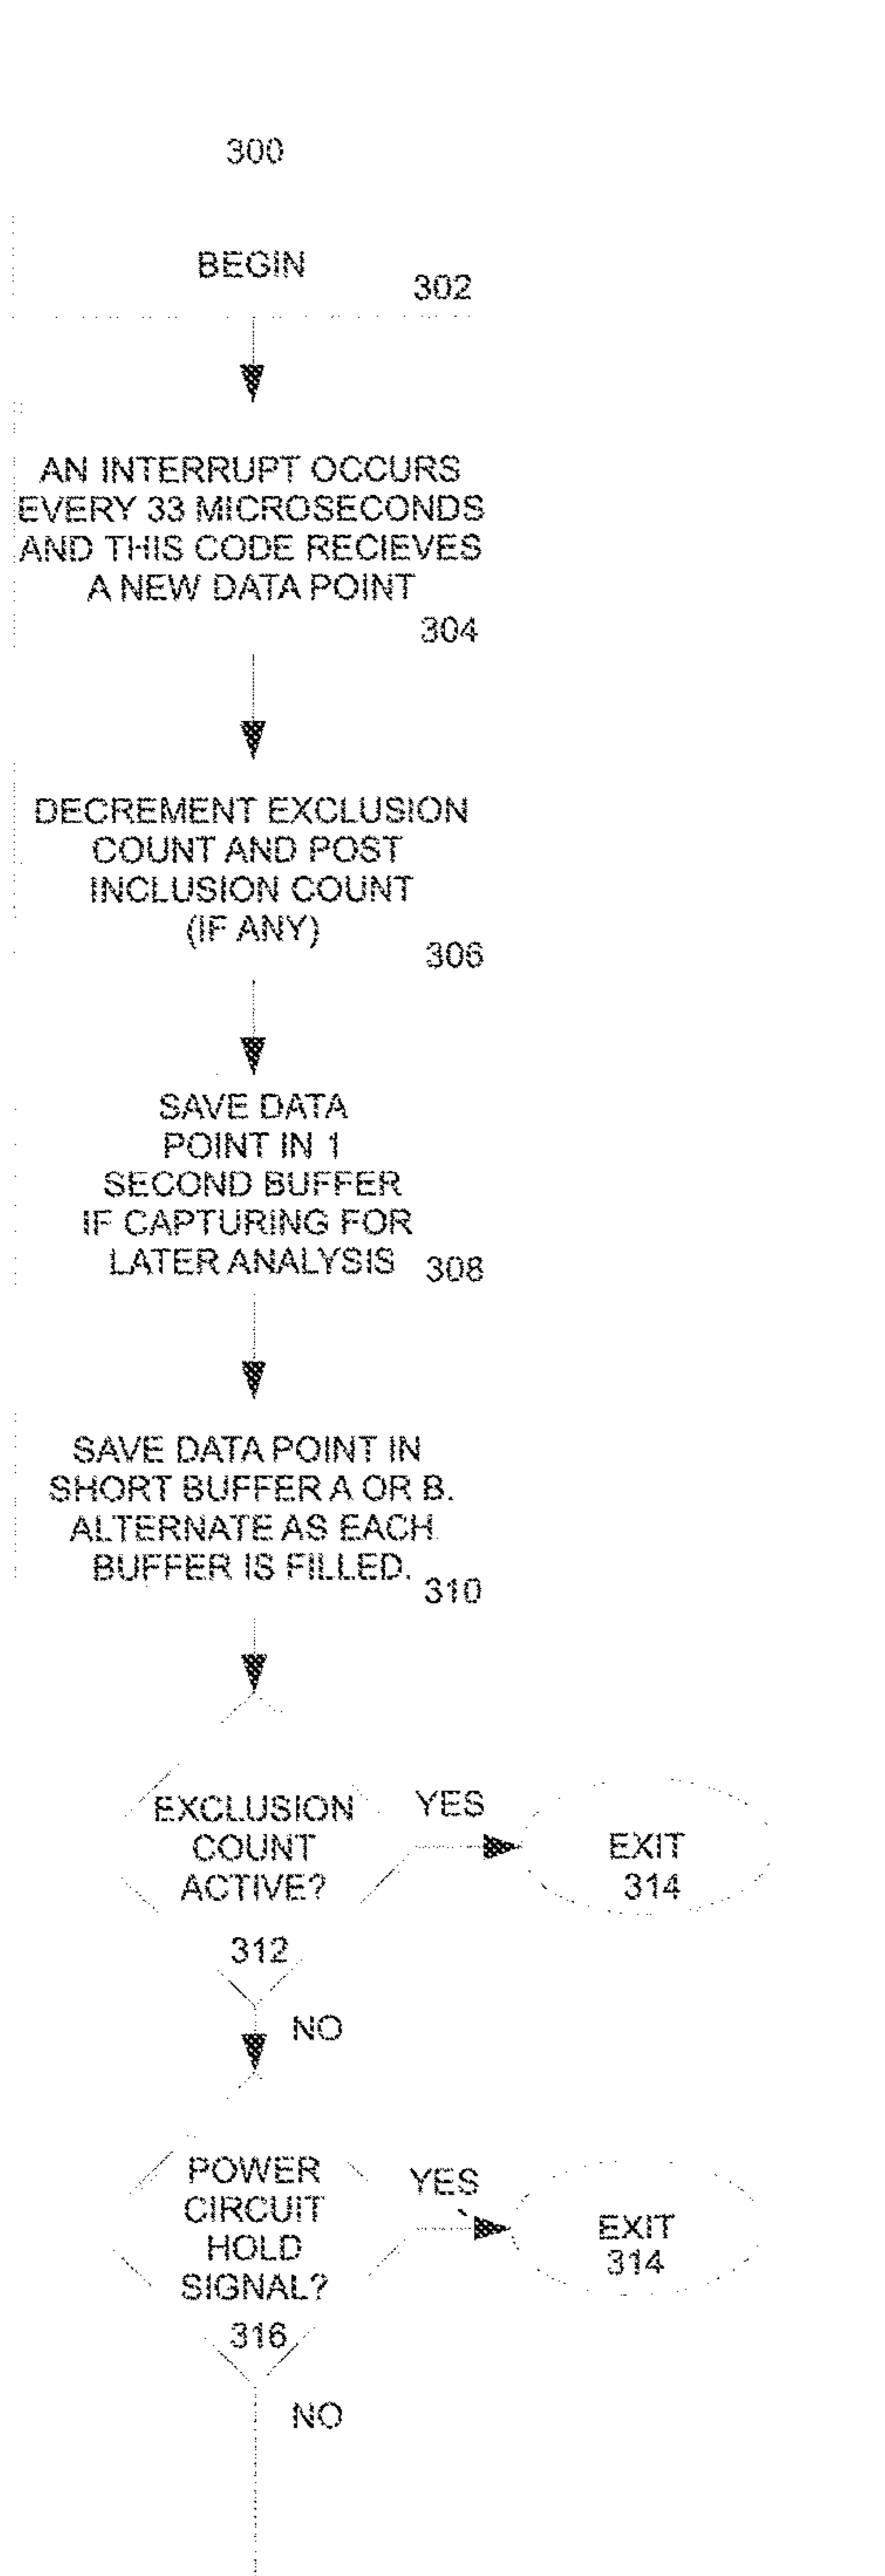 300
BEGIN
302
AN INTERRUPT OCCURS
EVERY 33 MICROSECONDS
AND THIS CODE RECIEVES
A NEW DATA POINT
304
DECREMENT EXCLUSION
COUNT AND POST
INCLUSION COUNT
(IF ANY)
306
SAVE DATA
POINT IN 1
SECOND BUFFER
IF CAPTURING FOR
LATER ANALYSIS
308
SAVE DATA POINT IN
SHORT BUFFER A OR B.
ALTERNATE AS EACH
BUFFER IS FILLED.
310
EXCLUSION
COUNT
ACTIVE?
312
YES
EXIT
314
NO
POWER
CIRCUIT
HOLD
SIGNAL?
316
YES
EXIT
314
NO